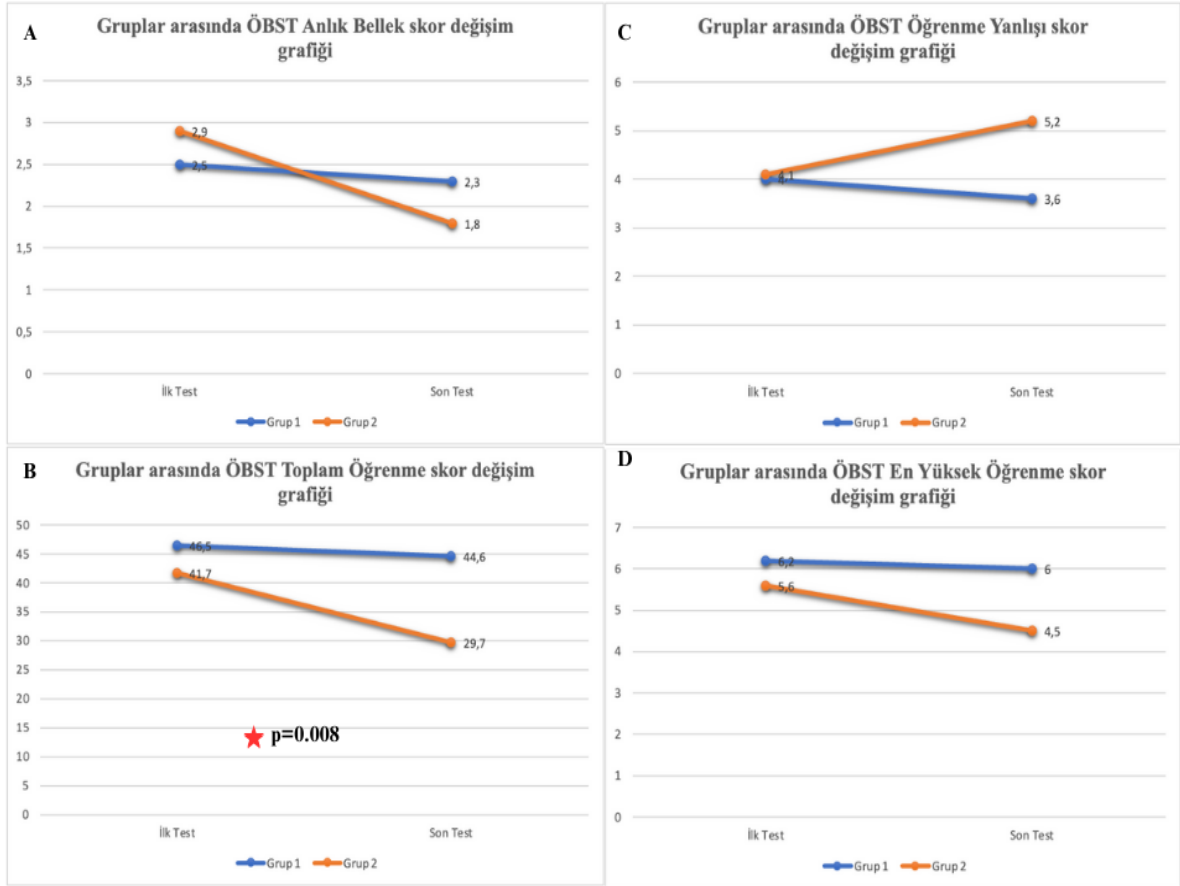 A
Gruplar arasında ÖBST Anlık Bellek skor değişim
grafiği
3,5
3
2,5
2
1,5
1
0,5
0
2,9
2,5
2,3
1,8
İlk Test
Son Test
Grup 1
Grup 2
C
Gruplar arasında ÖBST Öğrenme Yanlışı skor
değişim grafiği
6
5
4
3
2
1
0
4,1
4
5,2
3,6
İlk Test
Son Test
Grup 1
Grup 2
B
Gruplar arasında ÖBST Toplam Öğrenme skor değişim
grafiği
50
45
40
35
30
25
20
15
10
5
0
46,5
41,7
44,6
29,7
p=0.008
İlk Test
Son Test
Grup 1
Grup 2
D
Gruplar arasında ÖBST En Yüksek Öğrenme skor
değişim grafiği
7
6
5
4
3
2
1
0
6,2
5,6
6
4,5
İlk Test
Son Test
Grup 1
Grup 2